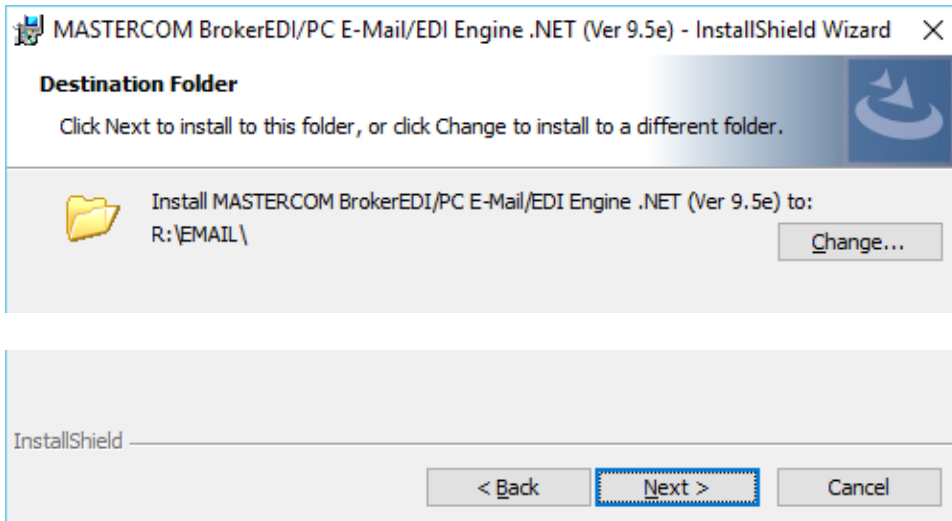 MASTERCOM BrokerEDI/PC E-Mail/EDI Engine .NET (Ver 9.5e) - InstallShield Wizard
Destination Folder
Click Next to install to this folder, or click Change to install to a different folder.
Install MASTERCOM BrokerEDI/PC E-Mail/EDI Engine .NET (Ver 9.5e) to:
R:\EMAIL\
Change...
InstallShield
< Back Next > Cancel